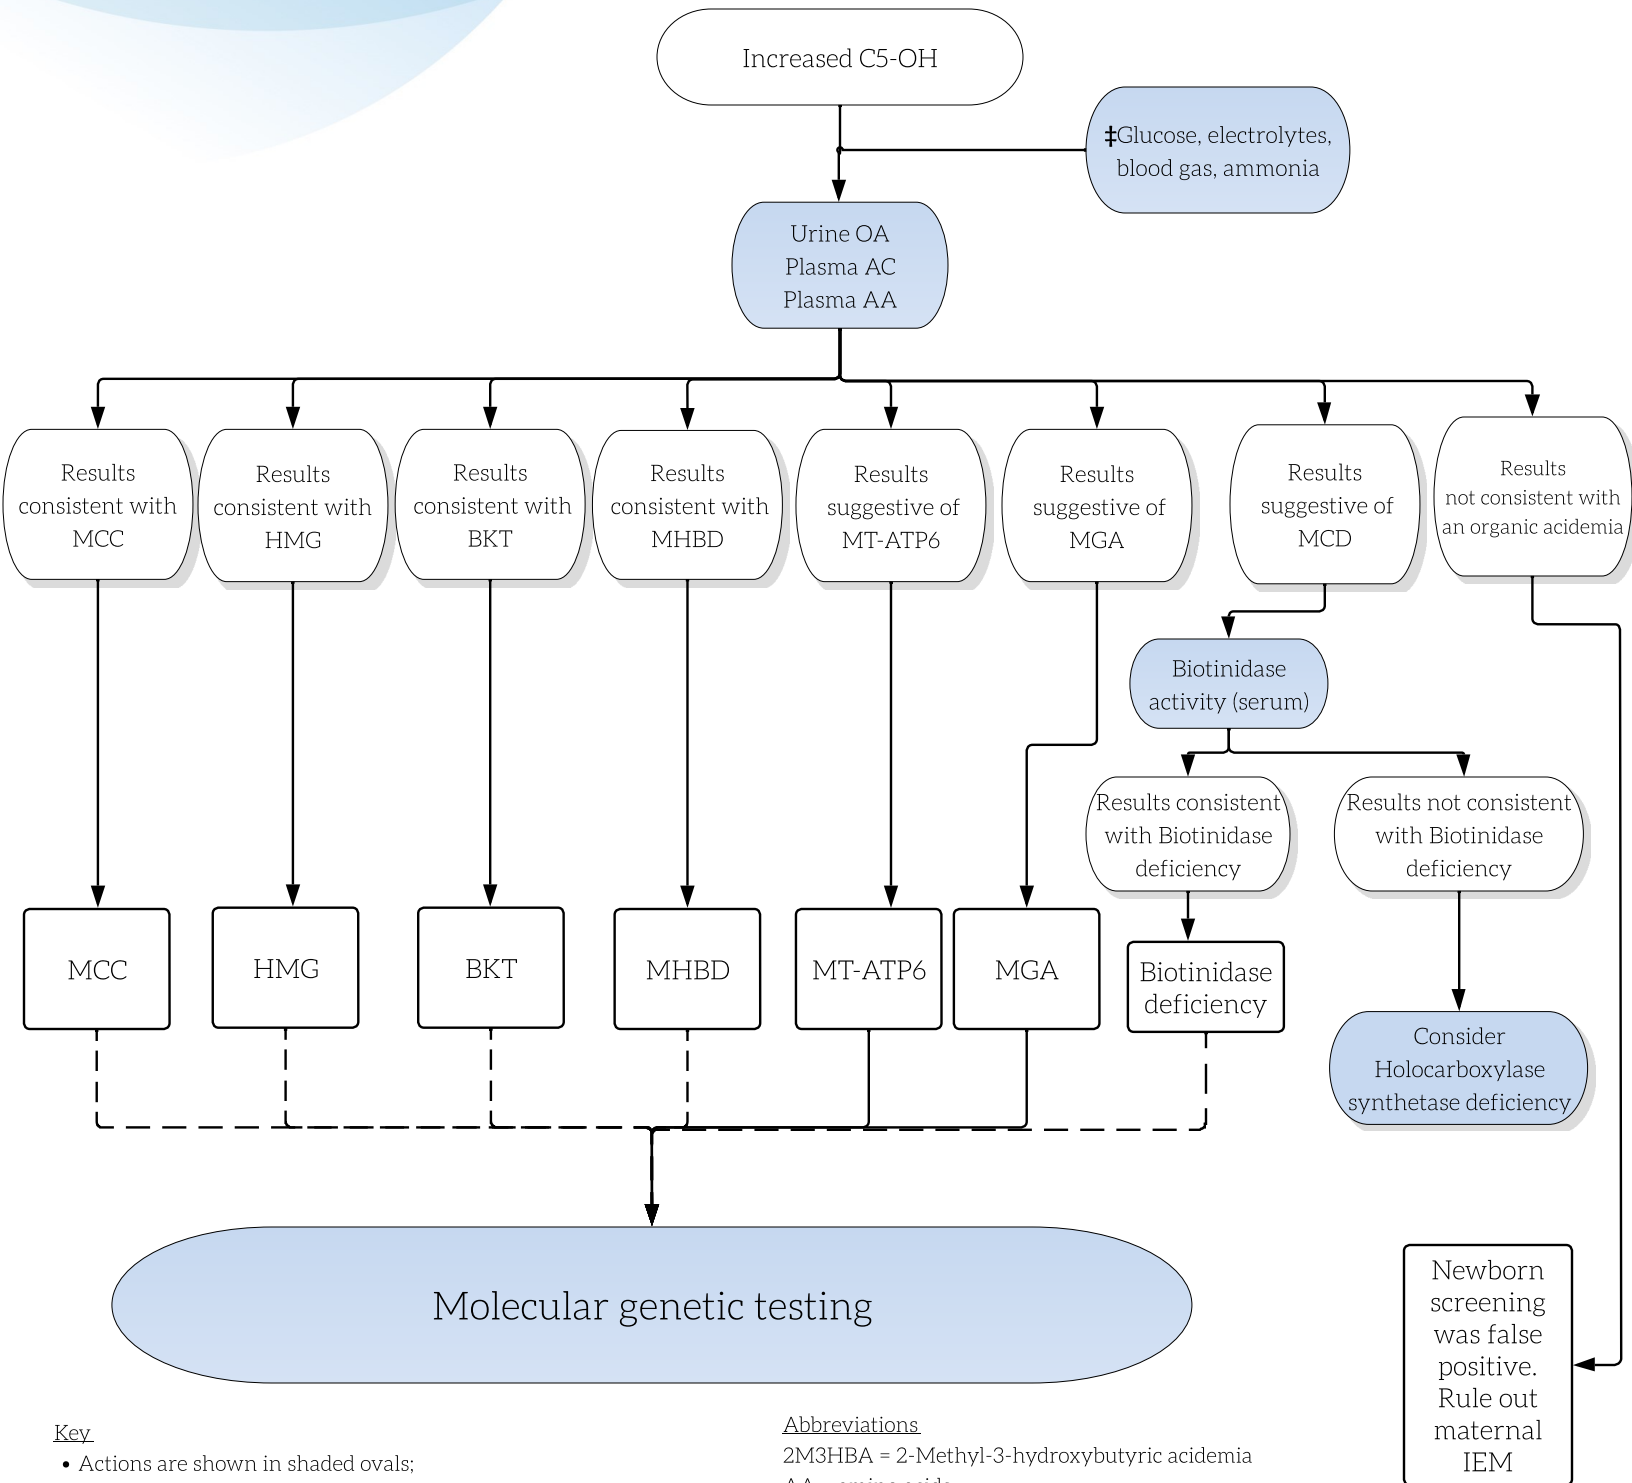 Increased C5-OH
‡Glucose, electrolytes,
blood gas, ammonia
Urine OA
Plasma AC
Plasma AA
Results
consistent with
MCC
Results
consistent with
HMG
Results
consistent with
BKT
Results
consistent with
MHBD
Results
suggestive of
MT-ATP6
Results
suggestive of
MGA
Results
suggestive of
MCD
Results
not consistent with
an organic acidemia
Biotinidase
activity (serum)
Results consistent
with Biotinidase
deficiency
Results not consistent
with Biotinidase
deficiency
MCC
HMG
BKT
MHBD
MT-ATP6
MGA
Biotinidase
deficiency
Consider
Holocarboxylase
synthetase deficiency
Molecular genetic testing
Newborn
screening
was false
positive.
Rule out
maternal
IEM
Key
• Actions are shown in shaded ovals;
Abbreviations
2M3HBA = 2-Methyl-3-hydroxybutyric acidemia